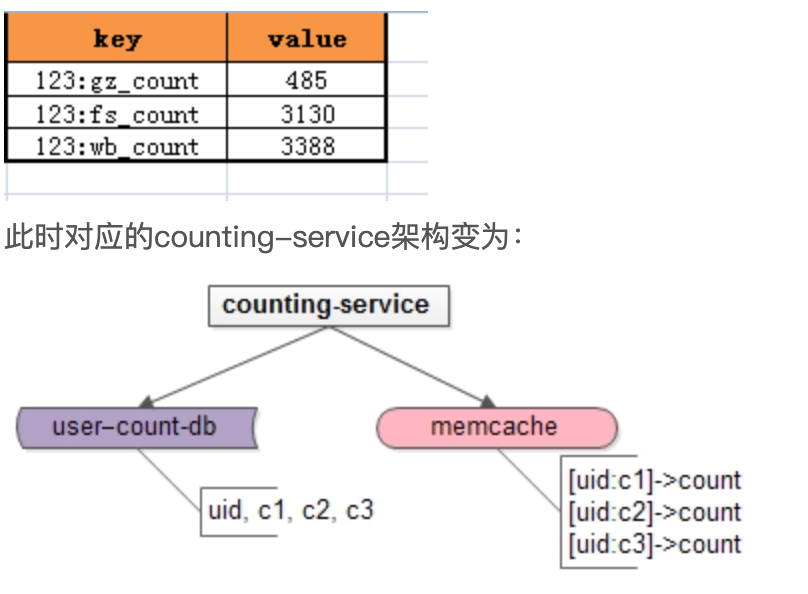 key value
123:gz_count 485
123:fs_count 3130
123:wb_count 3388
此时对应的counting-service架构变为：
counting-service
user-count-db memcache
uid, c1, c2, c3
[uid:c1]->count
[uid:c2]->count
[uid:c3]->count